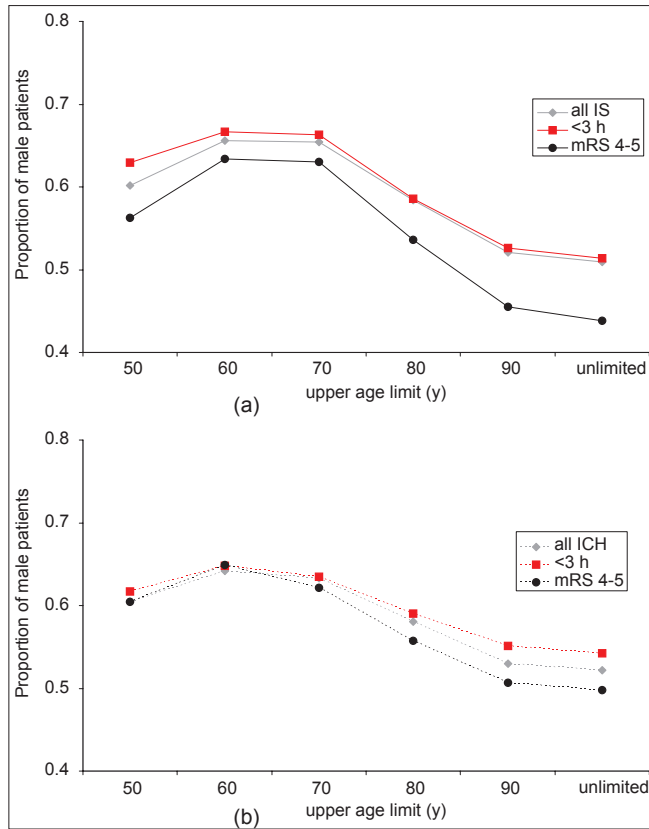 0.8
0.7
0.6
0.5
0.4
Proportion of male patients
all IS
<3 h
mRS 4-5
50 60 70 80 90 unlimited
upper age limit (y)
(a)
0.8
0.7
0.6
0.5
0.4
Proportion of male patients
all ICH
<3 h
mRS 4-5
50 60 70 80 90 unlimited
upper age limit (y)
(b)